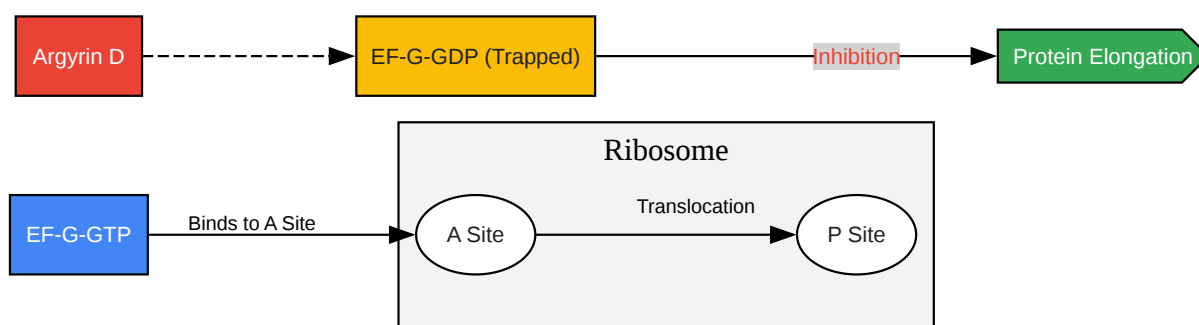 Argyrin D
EF-G-GDP (Trapped)
Inhibition
Protein Elongation
Ribosome
EF-G-GTP
Binds to A Site
A Site
Translocation
P Site